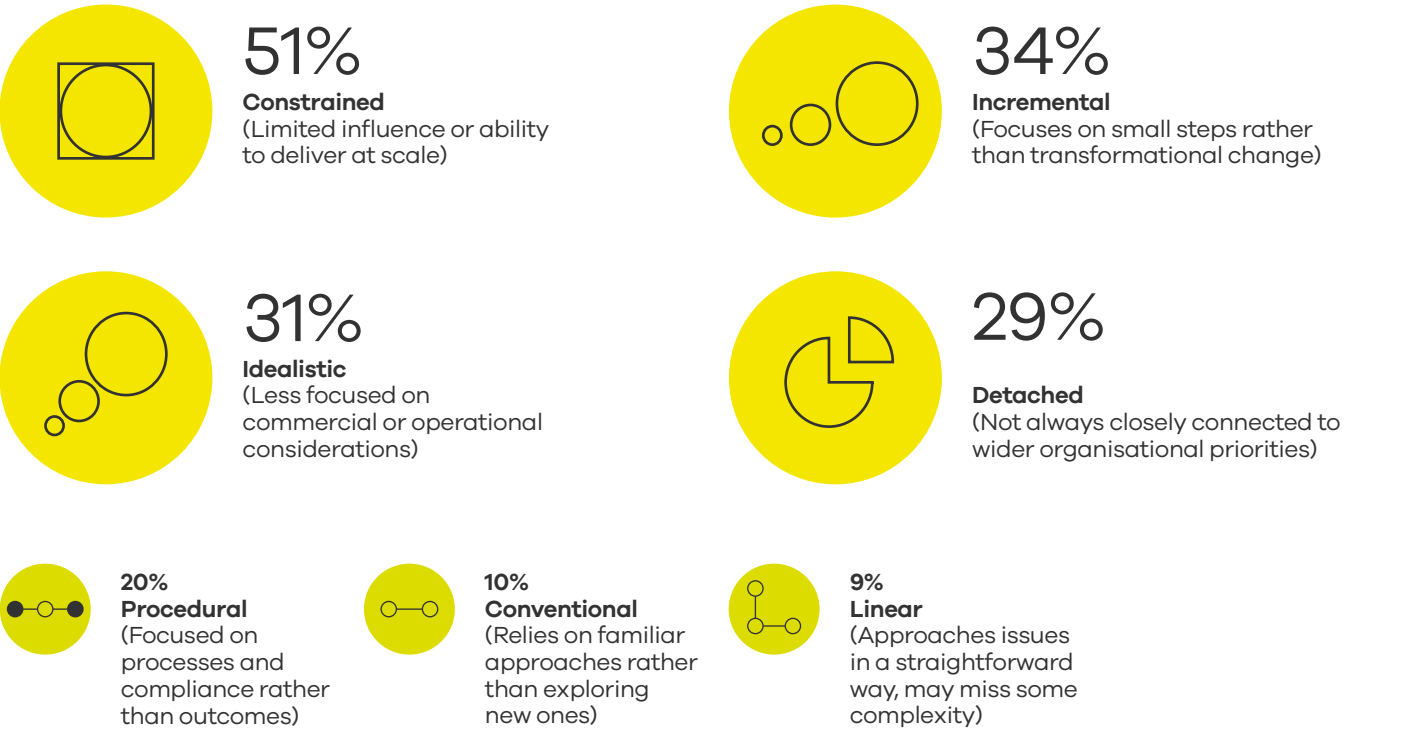 51%
Constrained
(Limited influence or ability
to deliver at scale)
34%
Incremental
(Focuses on small steps rather
than transformational change)
31%
Idealistic
(Less focused on
commercial or operational
considerations)
29%
Detached
(Not always closely connected to
wider organisational priorities)
20%
Procedural
(Focused on
processes and
compliance rather
than outcomes)
10%
Conventional
(Relies on familiar
approaches rather
than exploring
new ones)
9%
Linear
(Approaches issues
in a straightforward
way, may miss some
complexity)